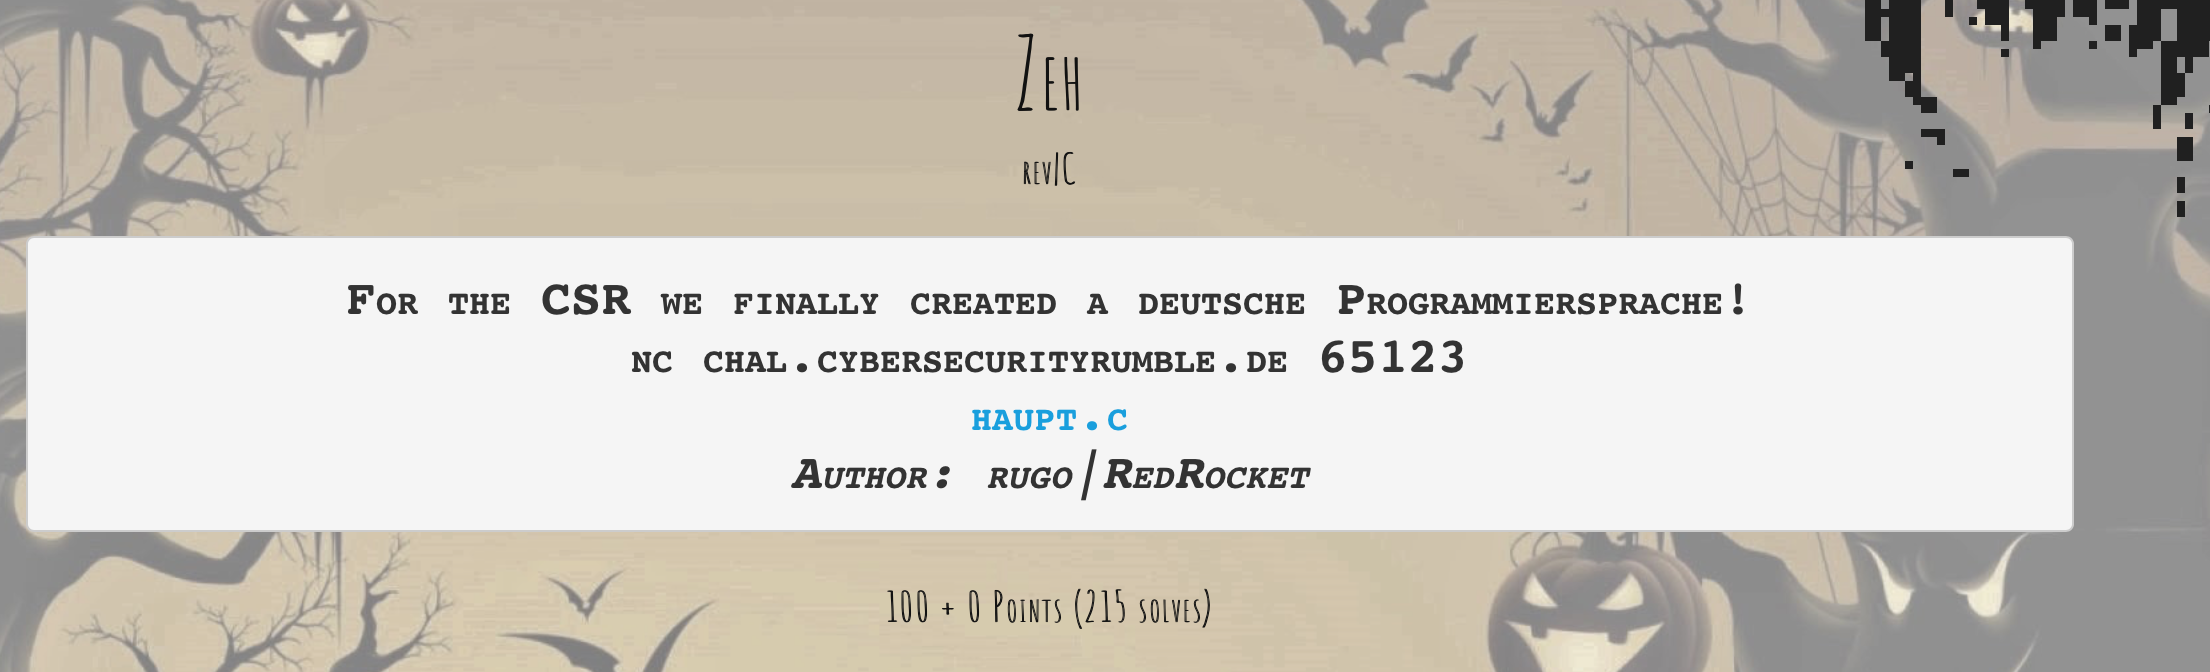 Zeh
rev|C
For the CSR we finally created a deutsche Programmiersprache!
nc chal.cybersecurityrumble.de 65123
haupt.c
Author: rugo|RedRocket
100 + 0 Points (215 solves)